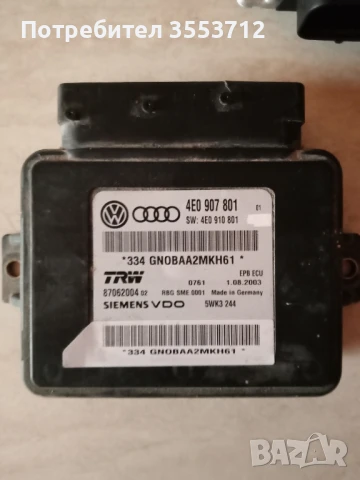 Потребител 3553712
4E0 907 801 01
SW: 4E0 910 801
*334 GNOBAA2MKH61*
TRW
EPB ECU
0761 1.08.2003
87062004 02 RBG SME 0001 Made in Germany
SIEMENS VDO 5WK3 244
*334 GNOBAA2MKH61*
bazar